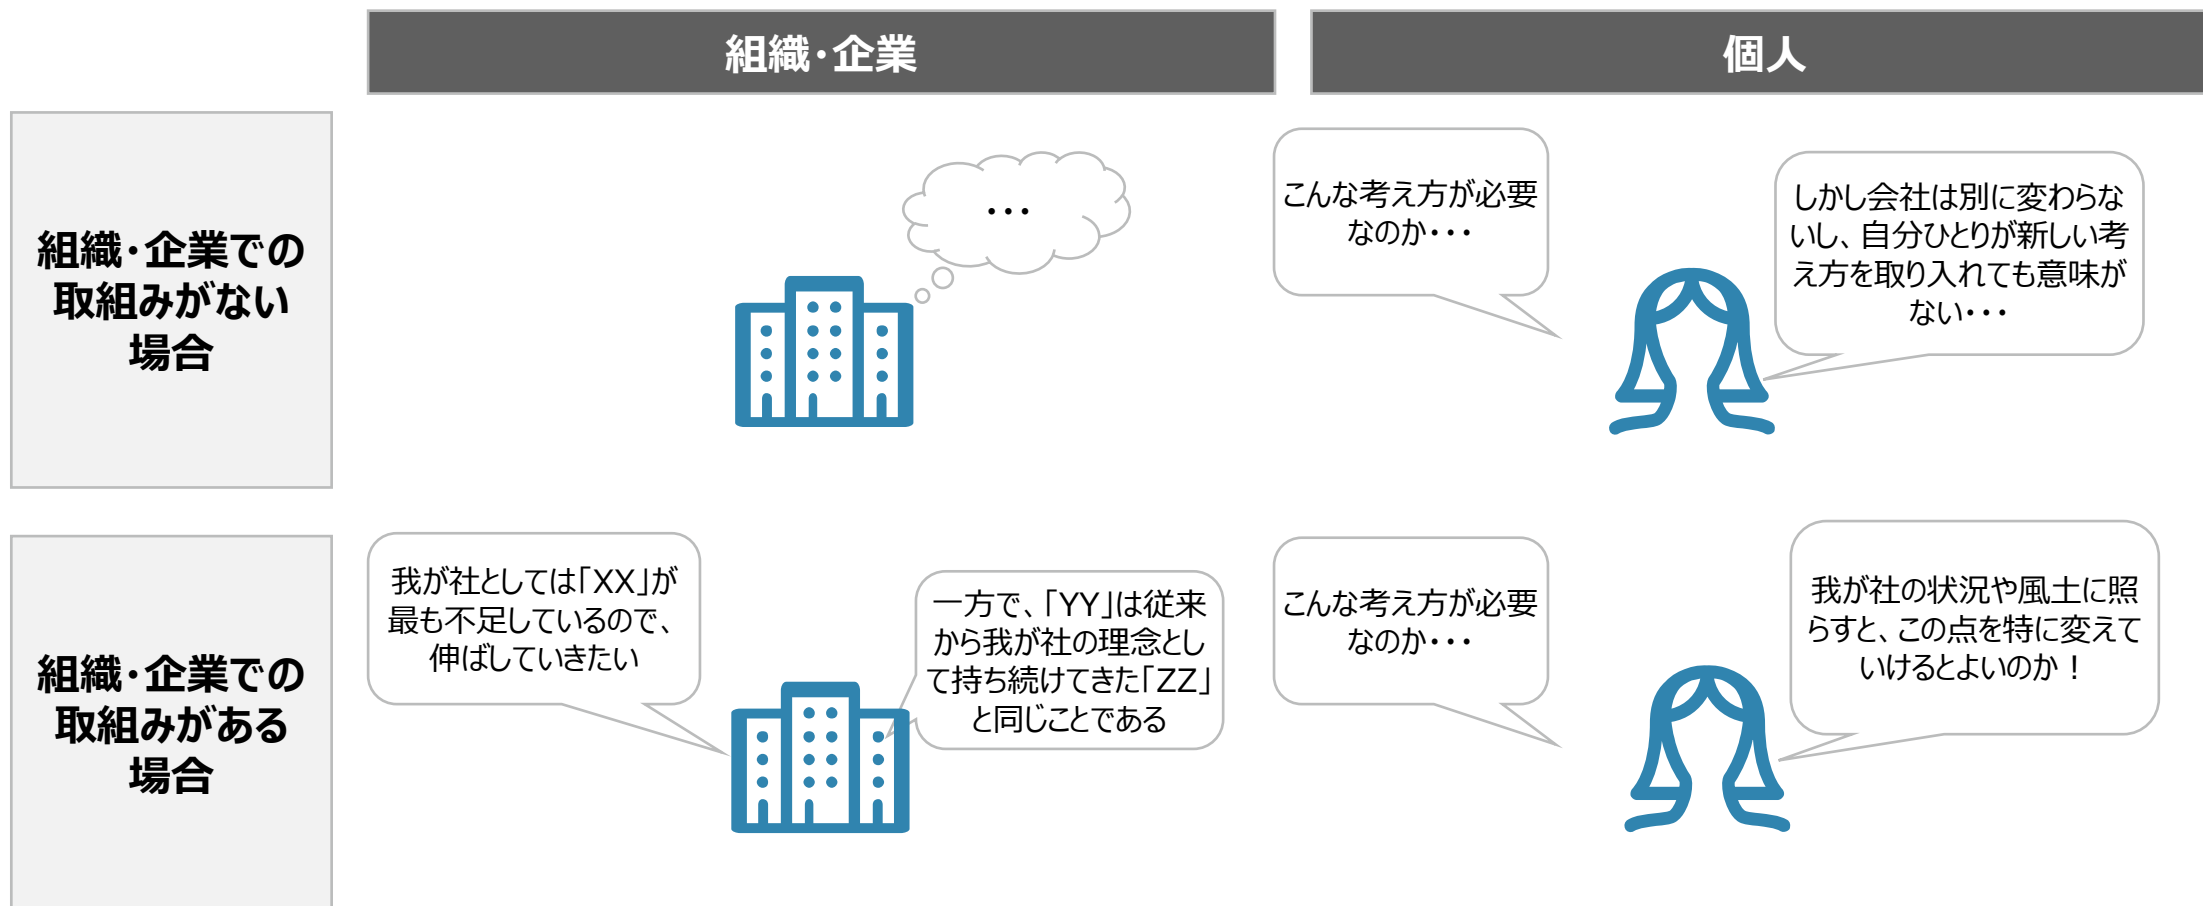 組織・企業
個人
組織・企業での
取組みがない
場合
・・・
こんな考え方が必要
なのか・・・
しかし会社は別に変わらな
いし、自分ひとりが新しい考
え方を取り入れても意味が
ない・・・
組織・企業での
取組みがある
場合
我が社としては「XX」が
最も不足しているので、
伸ばしていきたい
一方で、「YY」は従来
から我が社の理念とし
て持ち続けてきた「ZZ」
と同じことである
こんな考え方が必要
なのか・・・
我が社の状況や風土に照
らすと、この点を特に変えて
いけるとよいのか！